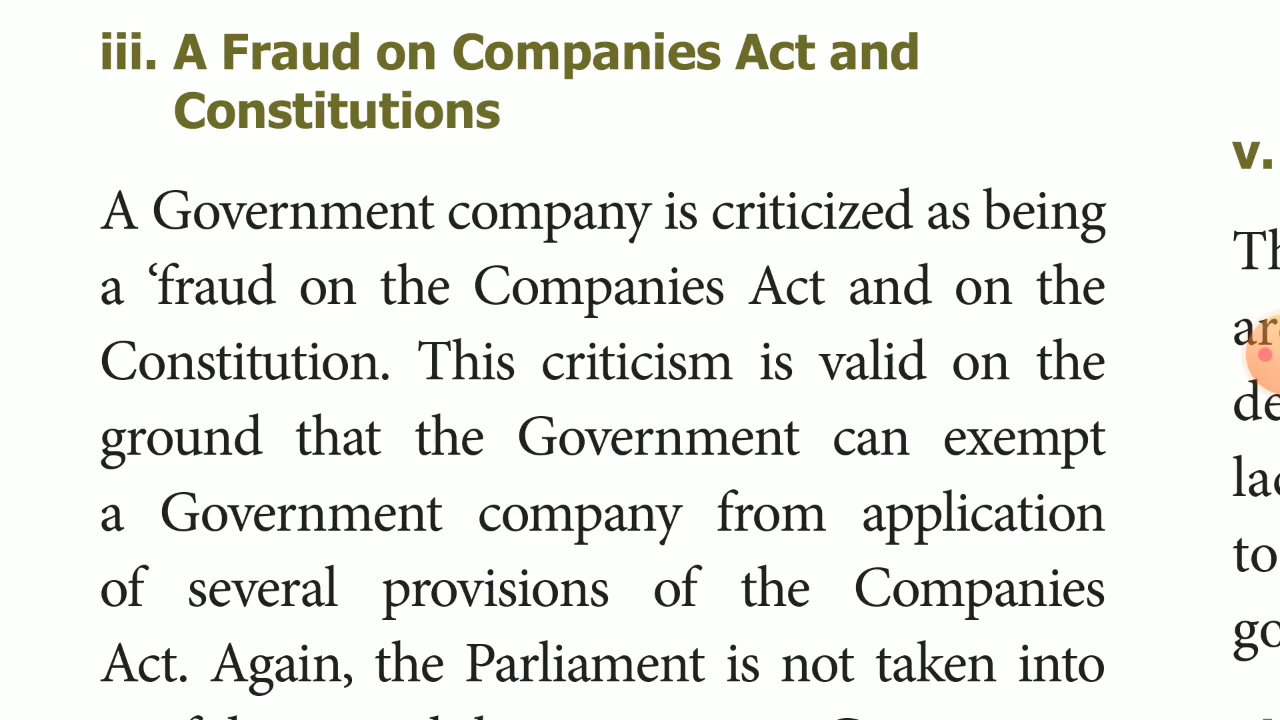 iii. A Fraud on Companies Act and
Constitutions
A Government company is criticized as being
a ‘fraud on the Companies Act and on the
Constitution. This criticism is valid on the
ground that the Government can exempt
a Government company from application
of several provisions of the Companies
Act. Again, the Parliament is not taken into
v.
to